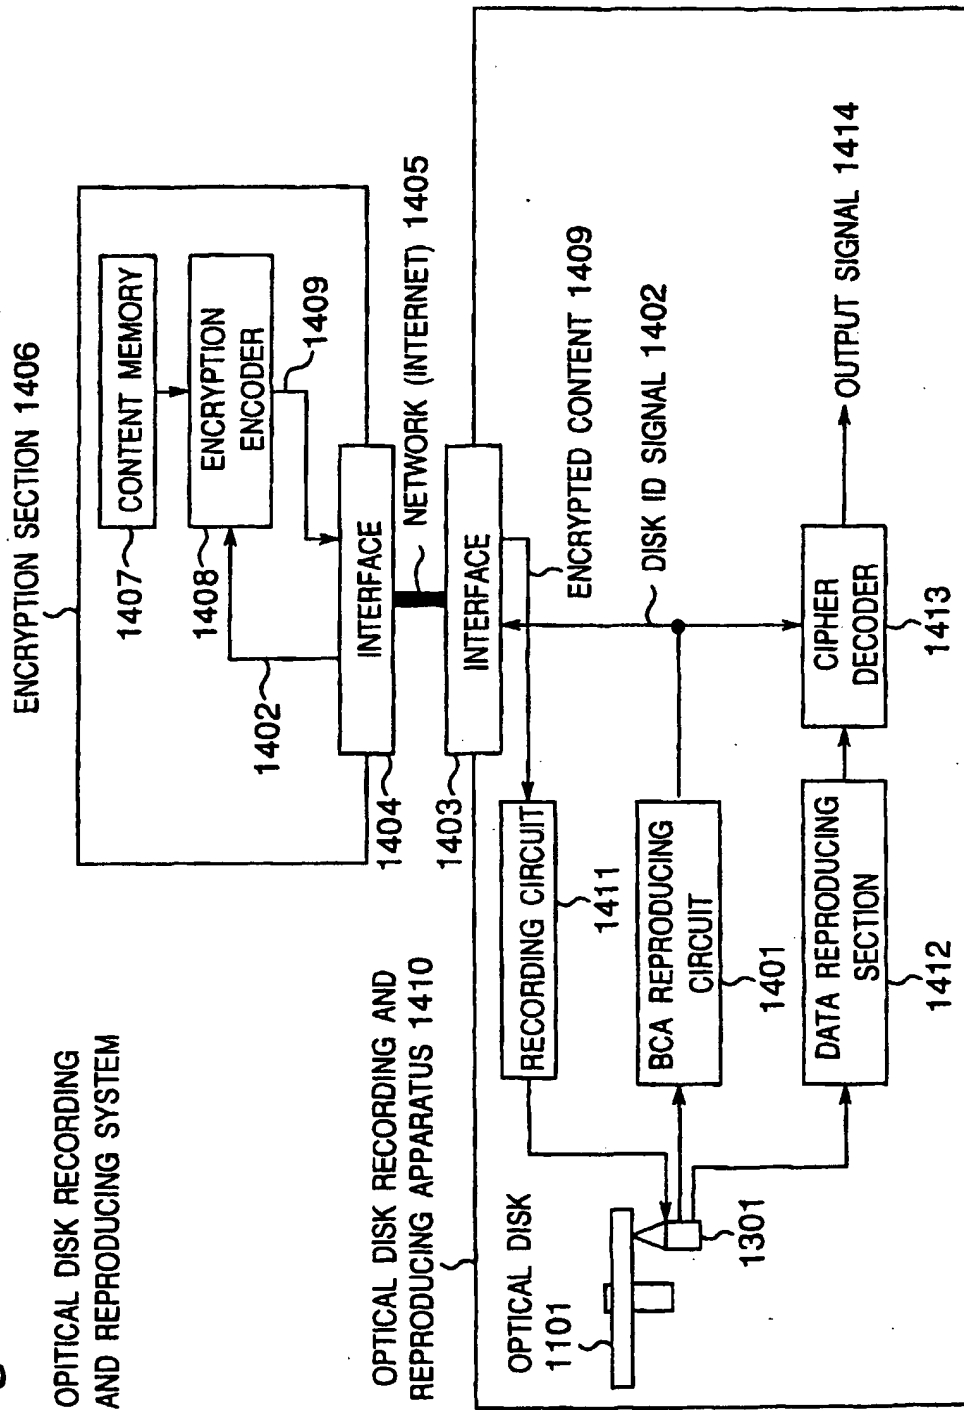 OPITICAL DISK RECORDING
AND REPRODUCING SYSTEM
ENCRYPTION SECTION 1406
CONTENT MEMORY
1407
ENCRYPTION
ENCODER
1408
1409
1402
INTERFACE
1404
NETWORK (INTERNET) 1405
INTERFACE
1403
OPTICAL DISK RECORDING AND
REPRODUCING APPARATUS 1410
ENCRYPTED CONTENT 1409
RECORDING CIRCUIT
1411
DISK ID SIGNAL 1402
OPTICAL DISK
1101
BCA REPRODUCING
CIRCUIT
1401
1301
DATA REPRODUCING
SECTION
1412
CIPHER
DECODER
1413
OUTPUT SIGNAL 1414